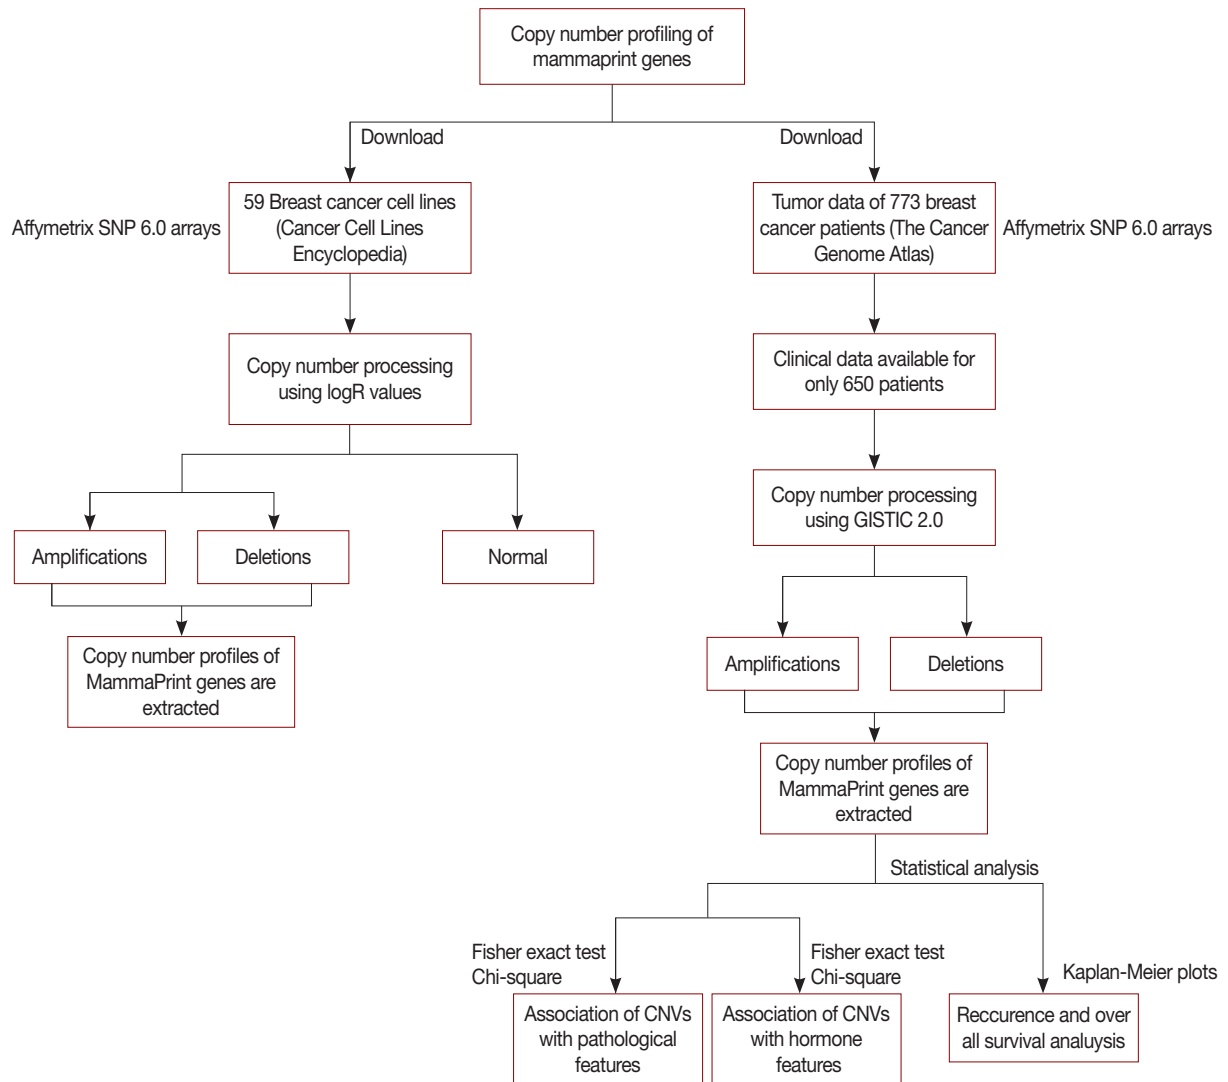 Copy number profiling of
mammaprint genes
Download
Download
Affymetrix SNP 6.0 arrays
59 Breast cancer cell lines
(Cancer Cell Lines
Encyclopedia)
Tumor data of 773 breast
cancer patients (The Cancer
Genome Atlas)
Affymetrix SNP 6.0 arrays
Copy number processing
using logR values
Clinical data available for
only 650 patients
Copy number processing
using GISTIC 2.0
Amplifications
Deletions
Normal
Copy number profiles of
MammaPrint genes are
extracted
Amplifications
Deletions
Copy number profiles of
MammaPrint genes are
extracted
Statistical analysis
Fisher exact test
Chi-square
Fisher exact test
Chi-square
Kaplan-Meier plots
Association of CNVs
with pathological
features
Association of CNVs
with hormone
features
Reccurence and over
all survival analuysis